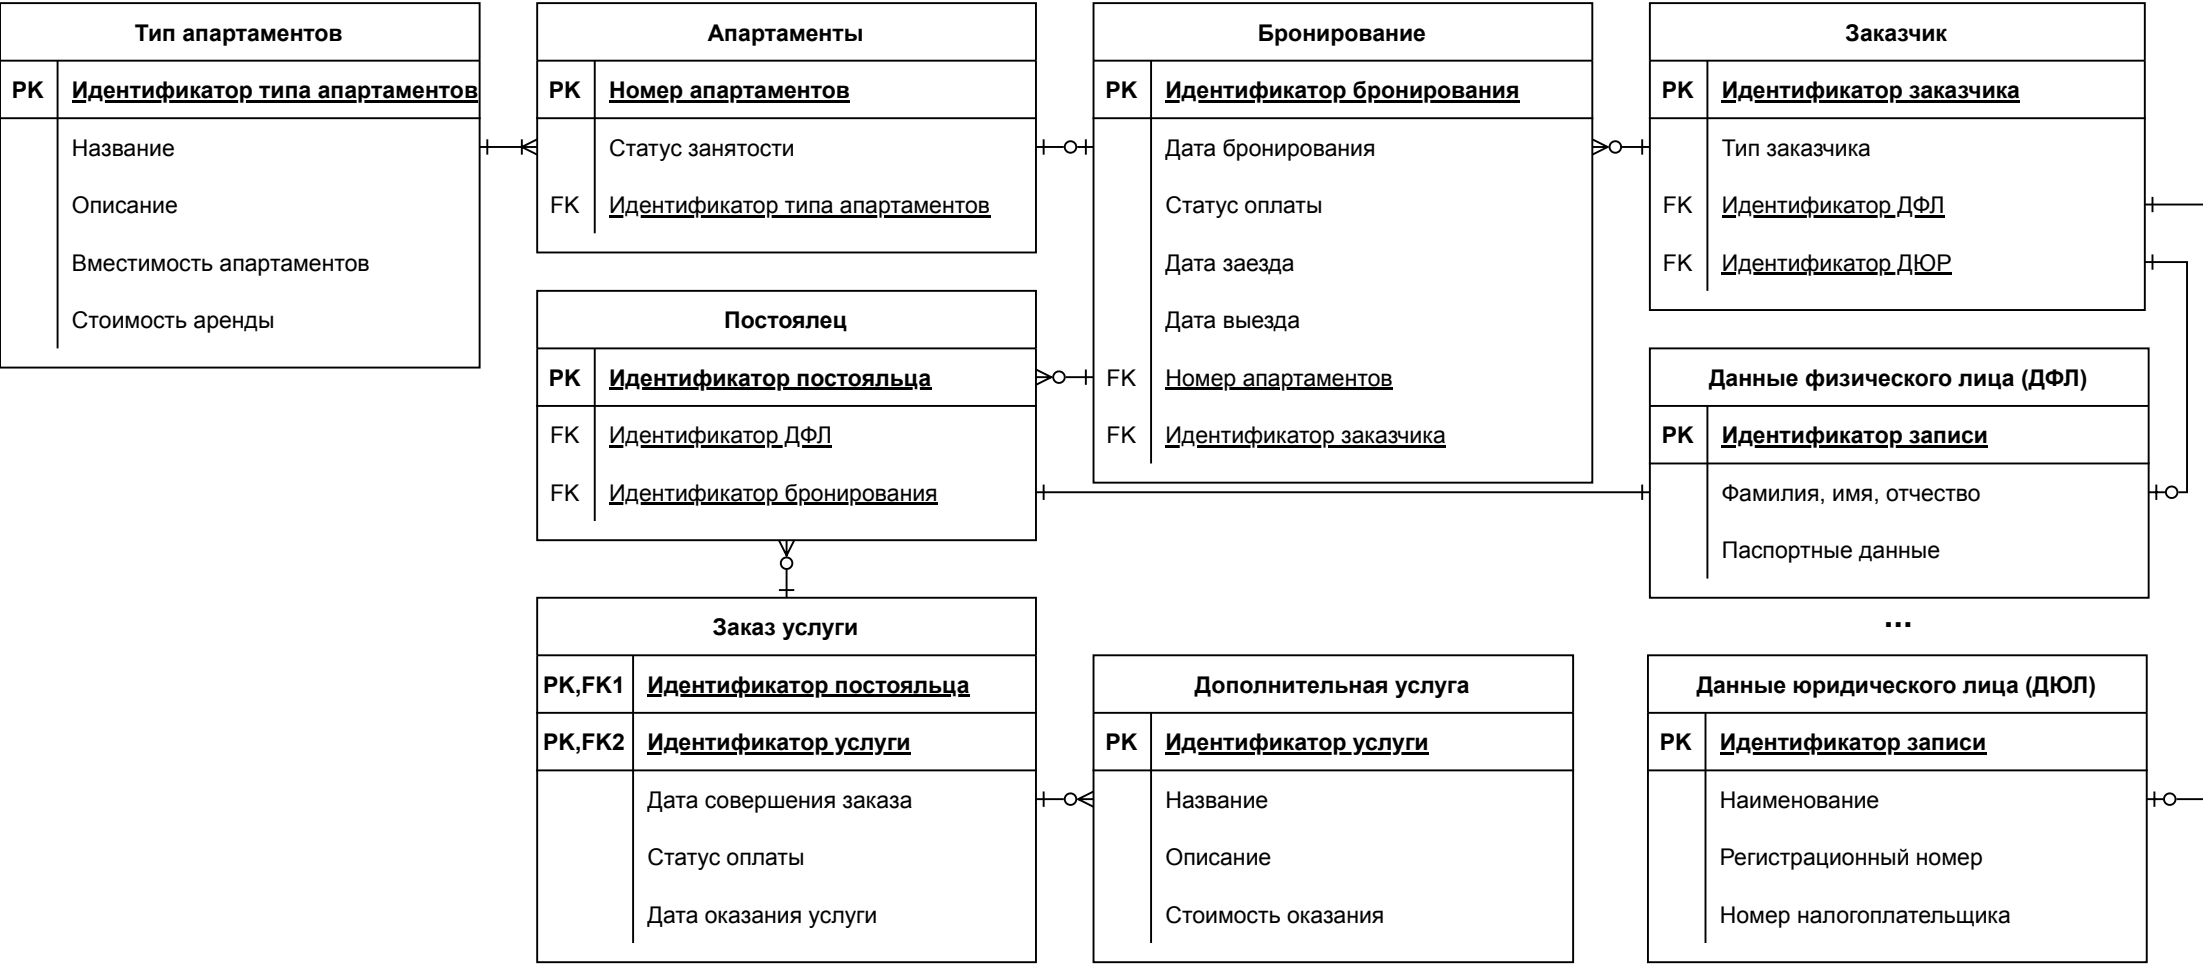 Тип апартаментов
PK Идентификатор типа апартаментов
Название
Описание
Вместимость апартаментов
Стоимость аренды
Апартаменты
PK Номер апартаментов
Статус занятости
FK Идентификатор типа апартаментов
Бронирование
PK Идентификатор бронирования
Дата бронирования
Статус оплаты
Дата заезда
Дата выезда
FK Номер апартаментов
FK Идентификатор заказчика
Заказчик
PK Идентификатор заказчика
Тип заказчика
FK Идентификатор ДФЛ
FK Идентификатор ДЮР
Постоялец
PK Идентификатор постояльца
FK Идентификатор ДФЛ
FK Идентификатор бронирования
Данные физического лица (ДФЛ)
PK Идентификатор записи
Фамилия, имя, отчество
Паспортные данные
...
Заказ услуги
PK,FK1 Идентификатор постояльца
PK,FK2 Идентификатор услуги
Дата совершения заказа
Статус оплаты
Дата оказания услуги
Дополнительная услуга
PK Идентификатор услуги
Название
Описание
Стоимость оказания
Данные юридического лица (ДЮЛ)
PK Идентификатор записи
Наименование
Регистрационный номер
Номер налогоплательщика